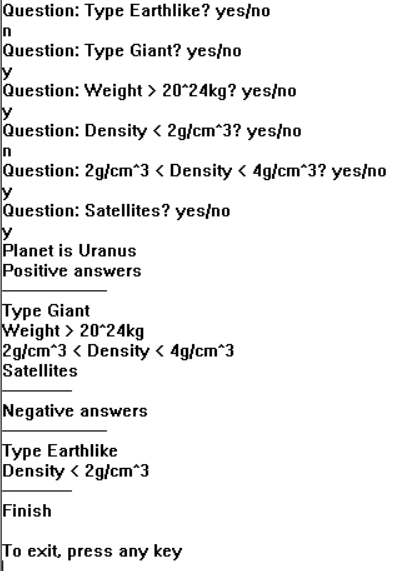 Question: Type Earthlike? yes/no
n
Question: Type Giant? yes/no
y
Question: Weight > 20^24kg? yes/no
y
Question: Density < 2g/cm^3? yes/no
n
Question: 2g/cm^3 < Density < 4g/cm^3? yes/no
y
Question: Satellites? yes/no
y
Planet is Uranus
Positive answers
Type Giant
Weight > 20^24kg
2g/cm^3 < Density < 4g/cm^3
Satellites
Negative answers
Type Earthlike
Density < 2g/cm^3
Finish
To exit, press any key